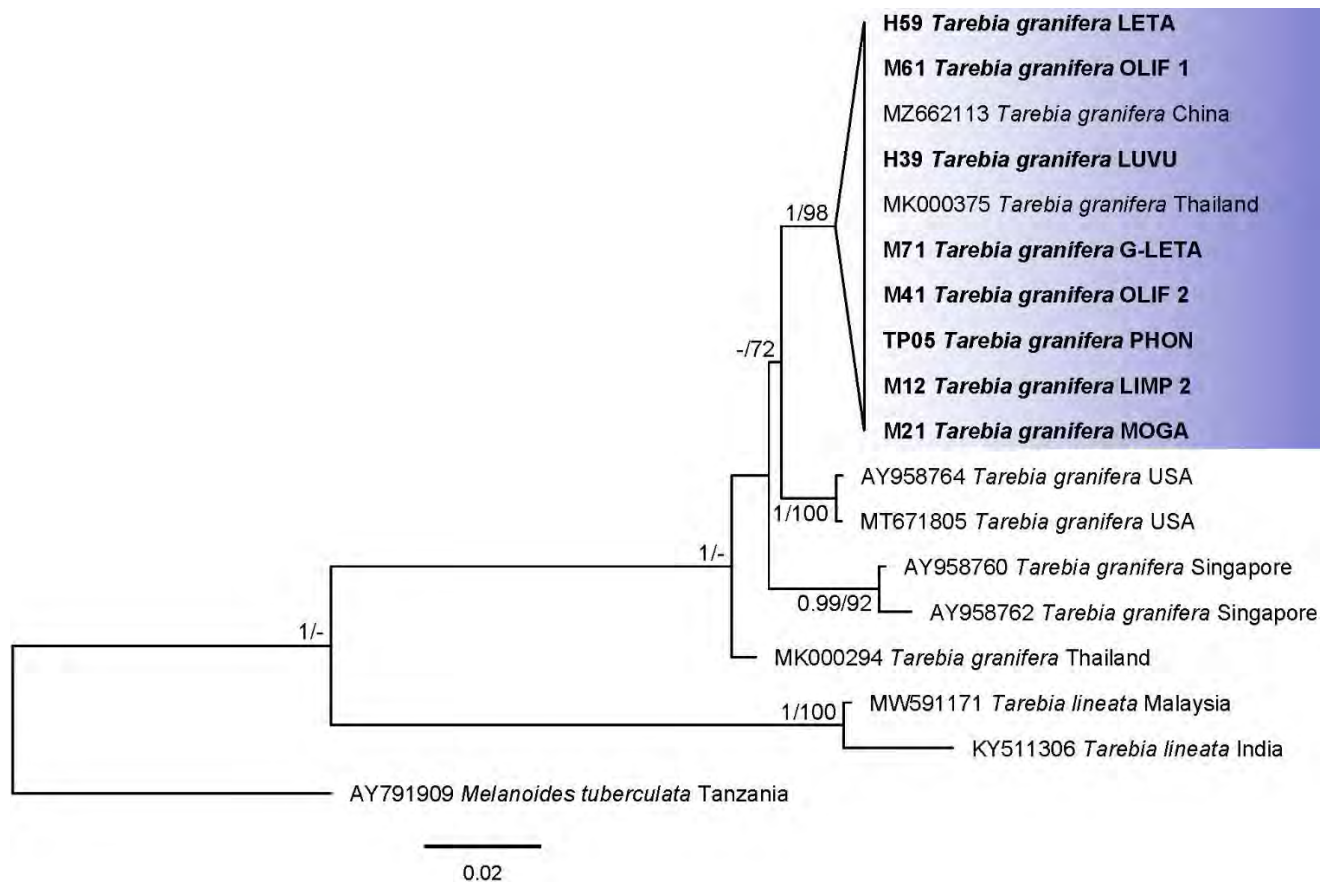 H59 Tarebia granifera LETA
M61 Tarebia granifera OLIF 1
MZ662113 Tarebia granifera China
H39 Tarebia granifera LUVU
MK000375 Tarebia granifera Thailand
1/98
M71 Tarebia granifera G-LETA
M41 Tarebia granifera OLIF 2
TP05 Tarebia granifera PHON
-/72
M12 Tarebia granifera LIMP 2
M21 Tarebia granifera MOGA
AY958764 Tarebia granifera USA
1/100
MT671805 Tarebia granifera USA
1/-
AY958760 Tarebia granifera Singapore
0.99/92
AY958762 Tarebia granifera Singapore
1/-
MK000294 Tarebia granifera Thailand
1/100
MW591171 Tarebia lineata Malaysia
KY511306 Tarebia lineata India
AY791909 Melanoides tuberculata Tanzania
0.02